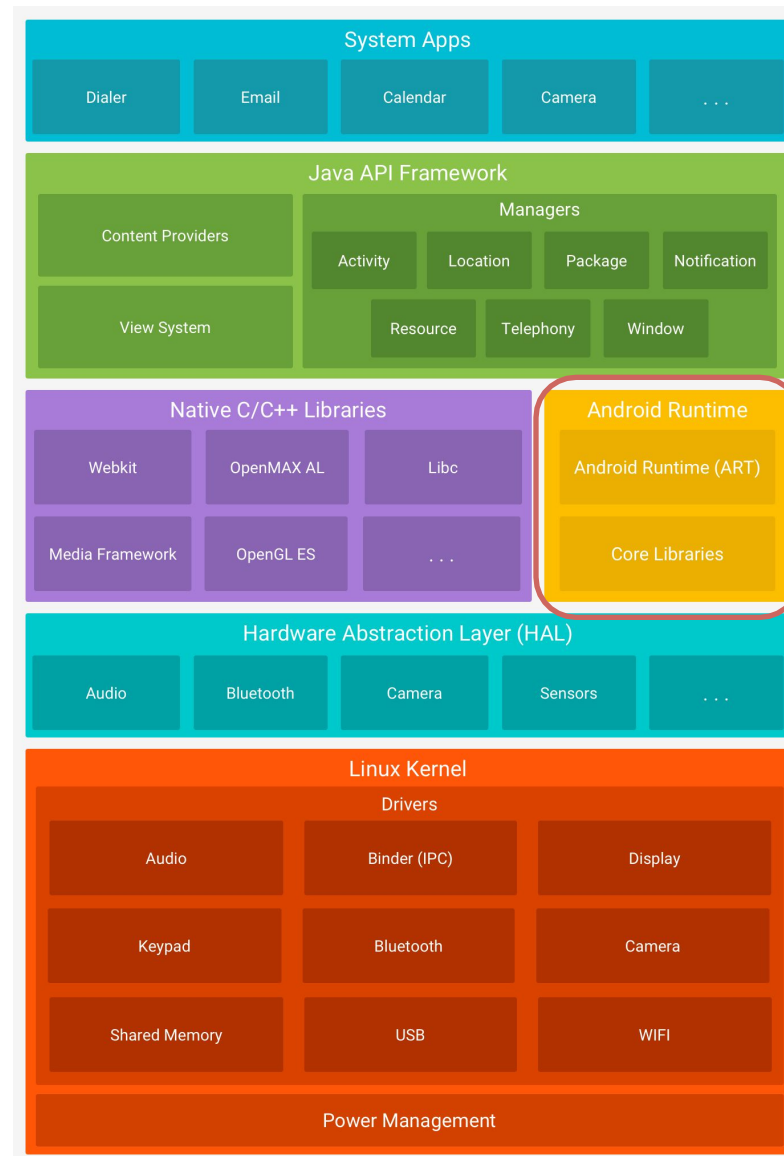 System Apps
Dialer
Email
Calendar
Camera
. . .
Java API Framework
Content Providers
View System
Managers
Activity
Location
Package
Notification
Resource
Telephony
Window
Native C/C++ Libraries
Webkit
OpenMAX AL
Libc
Media Framework
OpenGL ES
. . .
Android Runtime
Android Runtime (ART)
Core Libraries
Hardware Abstraction Layer (HAL)
Audio
Bluetooth
Camera
Sensors
. . .
Linux Kernel
Drivers
Audio
Binder (IPC)
Display
Keypad
Bluetooth
Camera
Shared Memory
USB
WIFI
Power Management